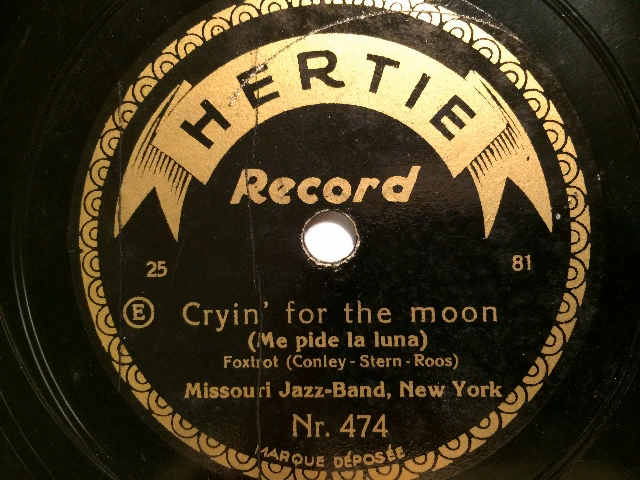 HERTIE
Record
25 81
E Cryin' for the moon
(Me pide la luna)
Foxtrot (Conley - Stern - Roos)
Missouri Jazz-Band, New York
Nr. 474
MARQUE DÉPOSÉE